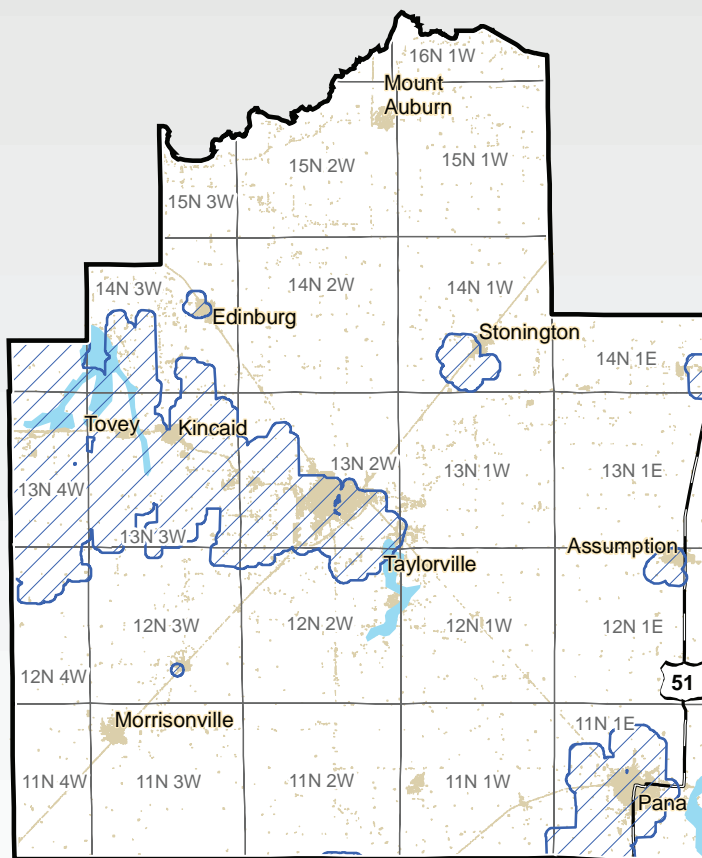 16N 1W
Mount
Auburn
15N 2W
15N 1W
15N 3W
14N 3W
14N 2W
14N 1W
Edinburg
Stonington
14N 1E
Tovey
Kincaid
13N 2W
13N 1W
13N 1E
13N 4W
13N 3W
Assumption
Taylorville
12N 3W
12N 2W
12N 1W
12N 1E
12N 4W
51
Morrisonville
11N 1E
11N 4W
11N 3W
11N 2W
11N 1W
Pana